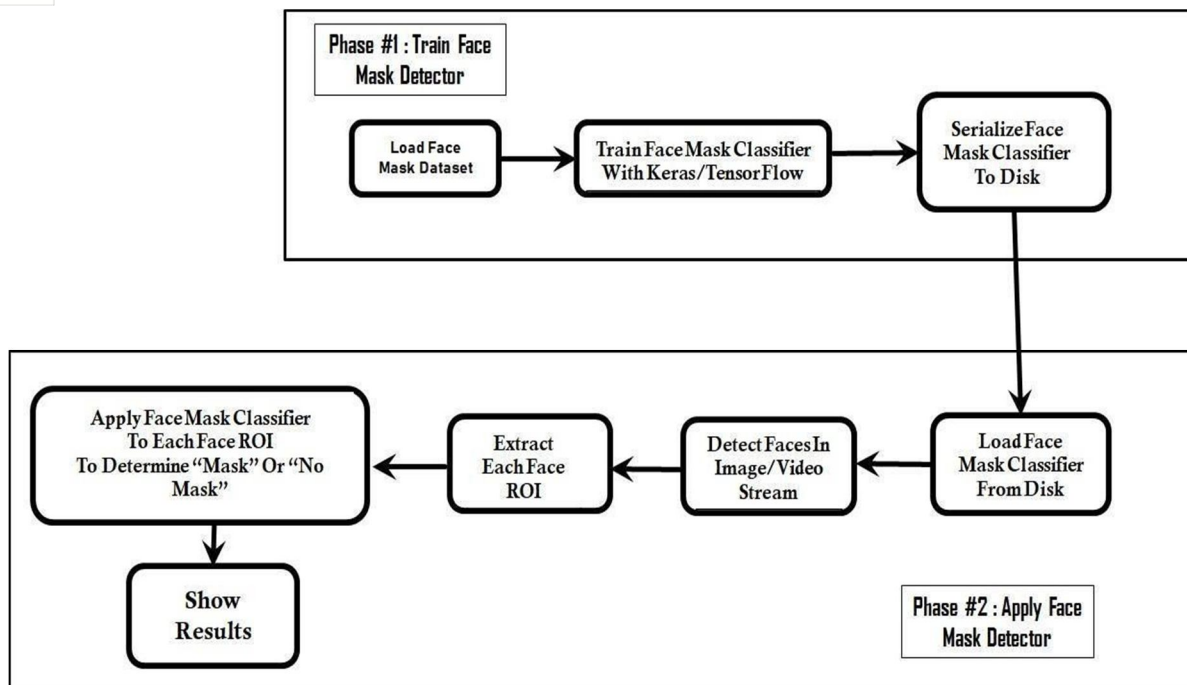 Phase #1 : Train Face
Mask Detector
Load Face
Mask Dataset
Train Face Mask Classifier
With Keras/TensorFlow
Serialize Face
Mask Classifier
To Disk
Load Face
Mask Classifier
From Disk
Detect Faces In
Image/Video
Stream
Extract
Each Face
ROI
Apply Face Mask Classifier
To Each Face ROI
To Determine “Mask” Or “No
Mask”
Show
Results
Phase #2 : Apply Face
Mask Detector